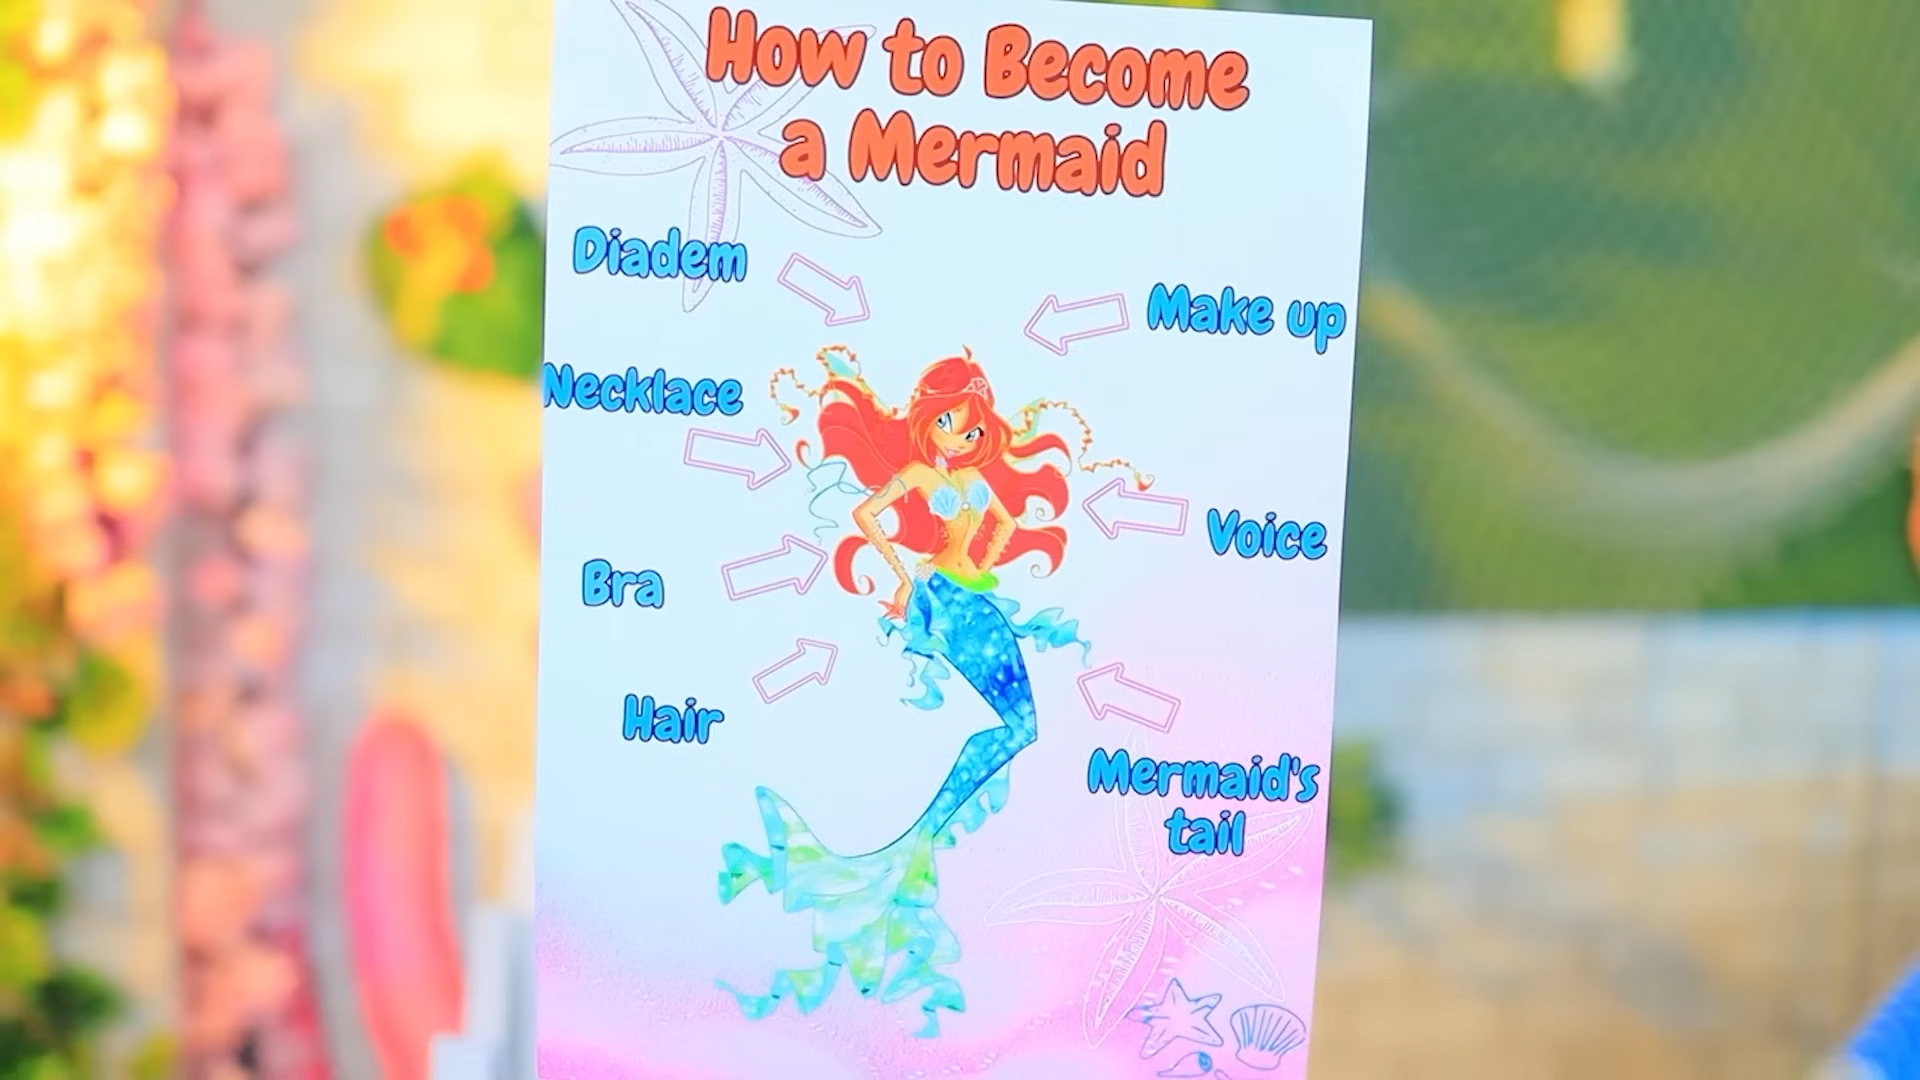 How to Become
a Mermaid
Diadem
Make up
Necklace
Voice
Bra
Hair
Mermaid's
tail